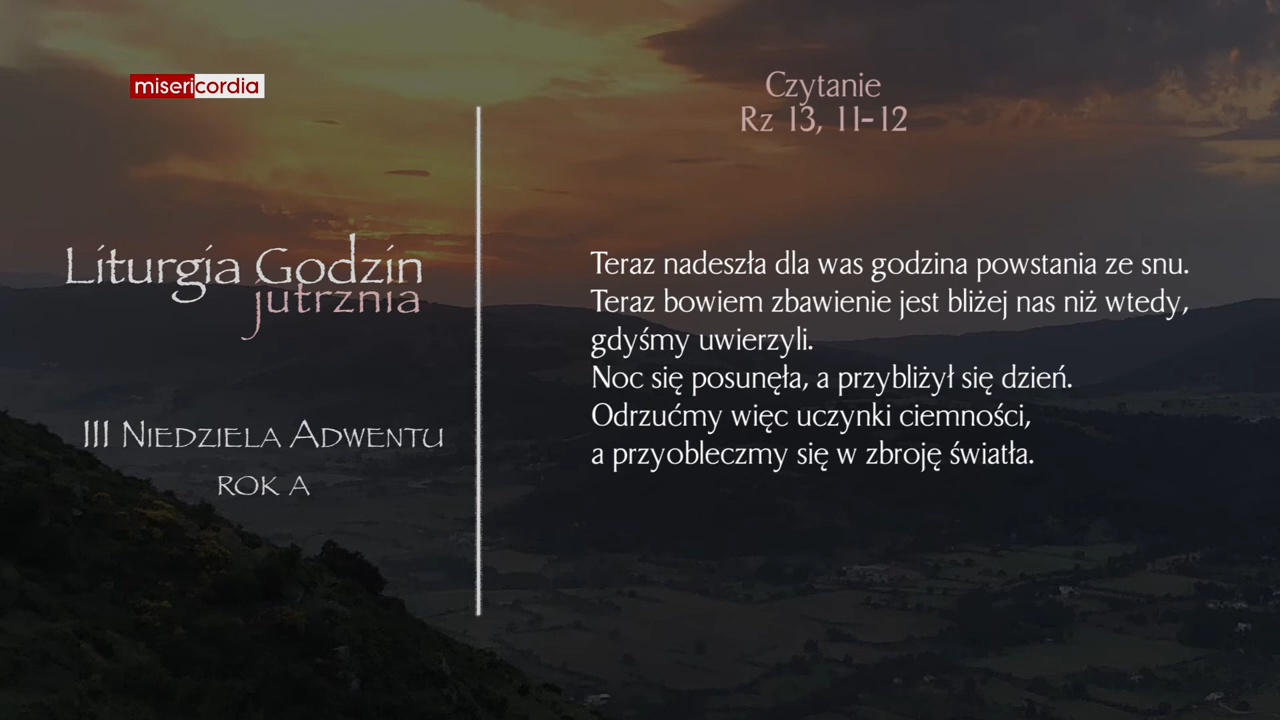 misericordia
Liturgia Godzin
jutrznia
III Niedziela Adwentu
rok A
Czytanie
Rz 13, 11-12
Teraz nadeszła dla was godzina powstania ze snu.
Teraz bowiem zbawienie jest bliżej nas niż wtedy,
gdyśmy uwierzyli.
Noc się posunęła, a przybliżył się dzień.
Odrzućmy więc uczynki ciemności,
a przyobleczmy się w zbroję światła.